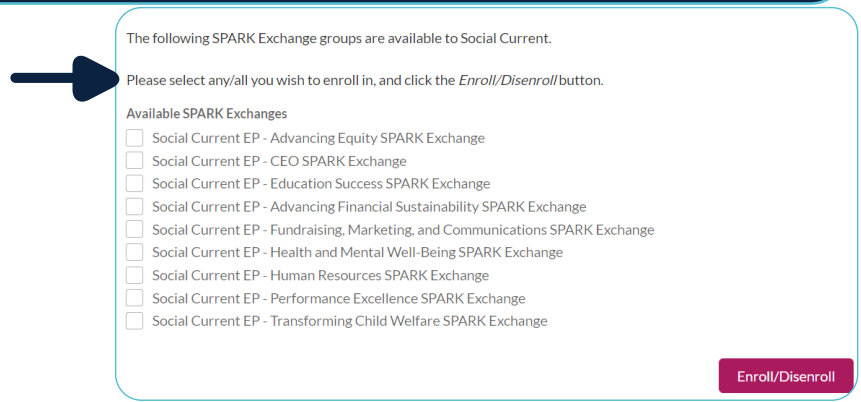 The following SPARK Exchange groups are available to Social Current.
Please select any/all you wish to enroll in, and click the Enroll/Disenroll button.
Available SPARK Exchanges
Social Current EP - Advancing Equity SPARK Exchange
Social Current EP - CEO SPARK Exchange
Social Current EP - Education Success SPARK Exchange
Social Current EP - Advancing Financial Sustainability SPARK Exchange
Social Current EP - Fundraising, Marketing, and Communications SPARK Exchange
Social Current EP - Health and Mental Well-Being SPARK Exchange
Social Current EP - Human Resources SPARK Exchange
Social Current EP - Performance Excellence SPARK Exchange
Social Current EP - Transforming Child Welfare SPARK Exchange
Enroll/Disenroll